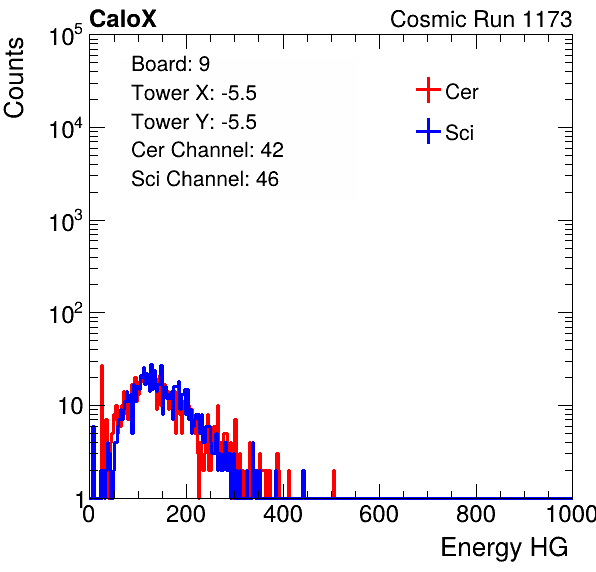 CaloX Cosmic Run 1173
Counts
10^5
10^4
10^3
10^2
10
1
Board: 9
Tower X: -5.5
Tower Y: -5.5
Cer Channel: 42
Sci Channel: 46
Cer
Sci
0 200 400 600 800 1000
Energy HG